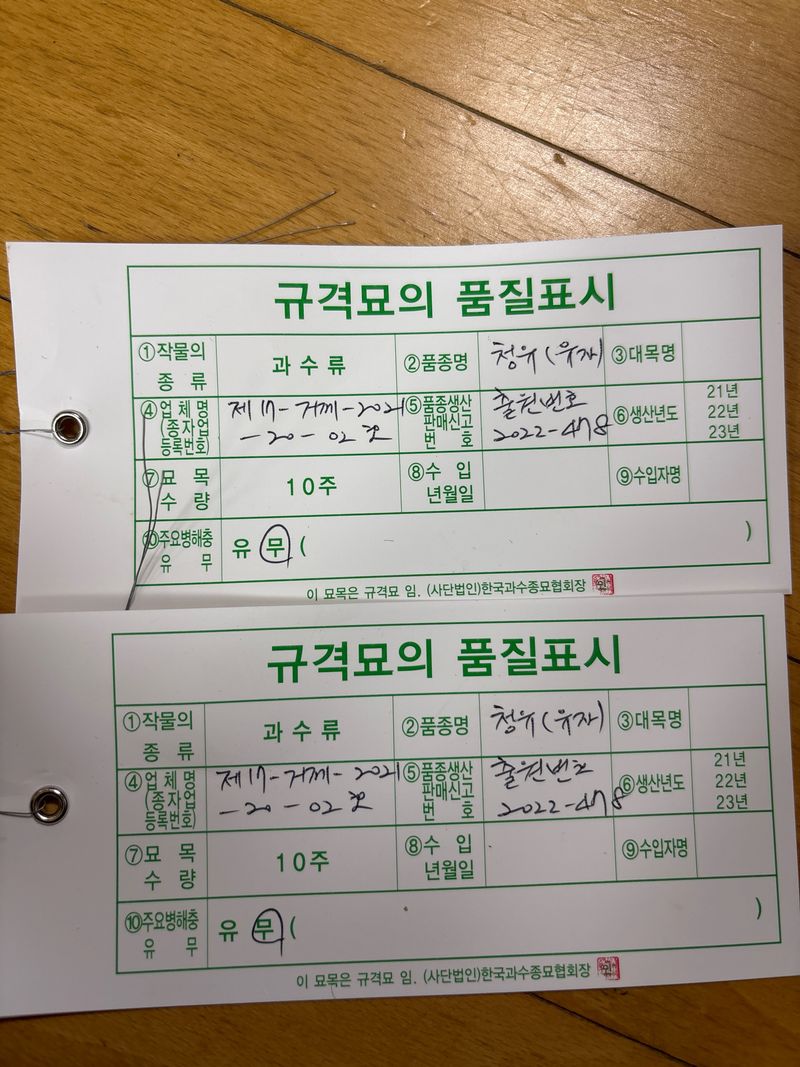 규격묘의 품질표시
①작물의 종 류 과수류 ②품종명 청유(유자) ③대목명
④업체명 (종자업 등록번호) 제17-거제-2021 -20-02호 ⑤품종생산 판매신고 번 호 출원번호 2022-478 ⑥생산년도 21년 22년 23년
⑦묘 목 수 량 10주 ⑧수 입 년월일 ⑨수입자명
⑩주요병해충 유 무 유 무 ( )
이 묘목은 규격묘 임. (사단법인)한국과수종묘협회장
규격묘의 품질표시
①작물의 종 류 과수류 ②품종명 청유(유자) ③대목명
④업체명 (종자업 등록번호) 제17-거제-2021 -20-02호 ⑤품종생산 판매신고 번 호 출원번호 2022-478 ⑥생산년도 21년 22년 23년
⑦묘 목 수 량 10주 ⑧수 입 년월일 ⑨수입자명
⑩주요병해충 유 무 유 무 ( )
이 묘목은 규격묘 임. (사단법인)한국과수종묘협회장